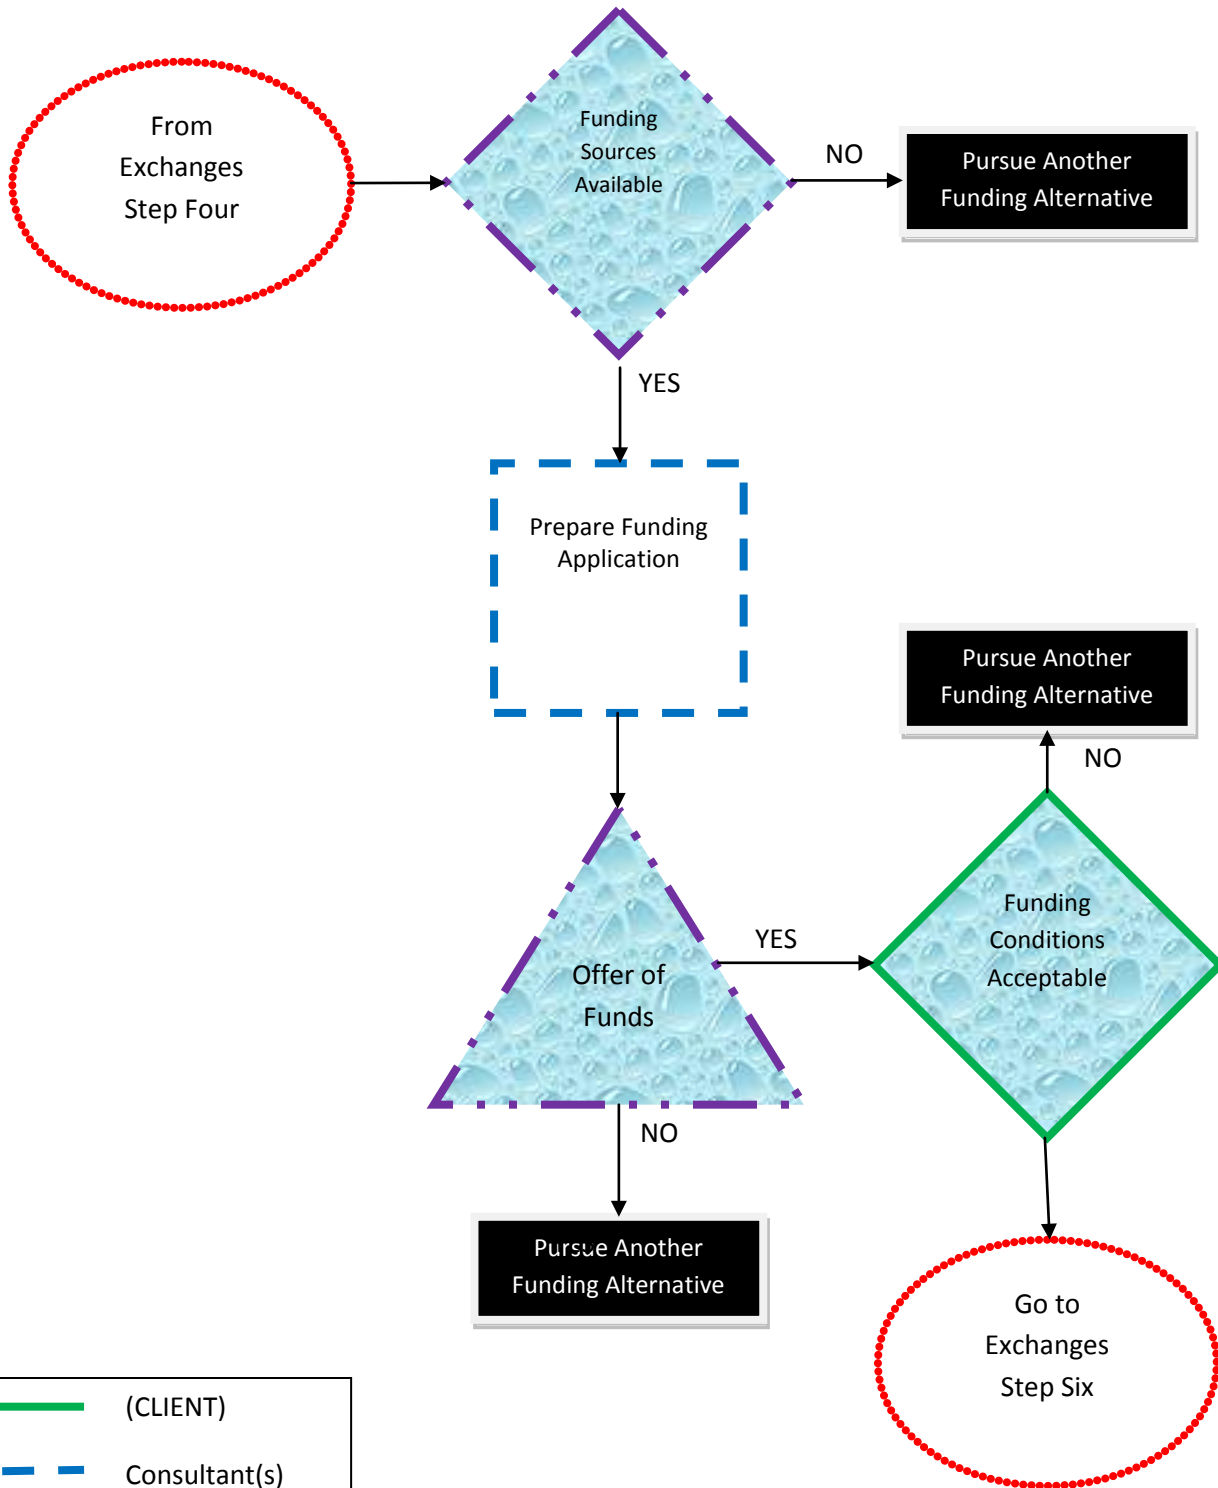 From
Exchanges
Step Four
Funding
Sources
Available
NO
Pursue Another
Funding Alternative
YES
Prepare Funding
Application
Pursue Another
Funding Alternative
NO
Funding
Conditions
Acceptable
YES
Offer of
Funds
NO
Pursue Another
Funding Alternative
Go to
Exchanges
Step Six
(CLIENT)
Consultant(s)